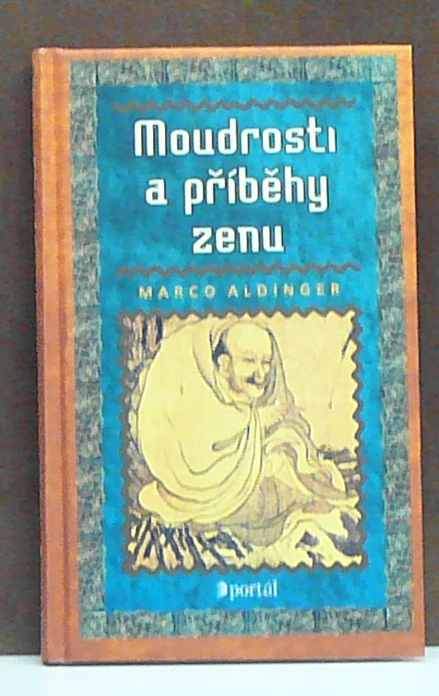 Moudrosti
a příběhy
zenu
MARCO ALDINGER
portál